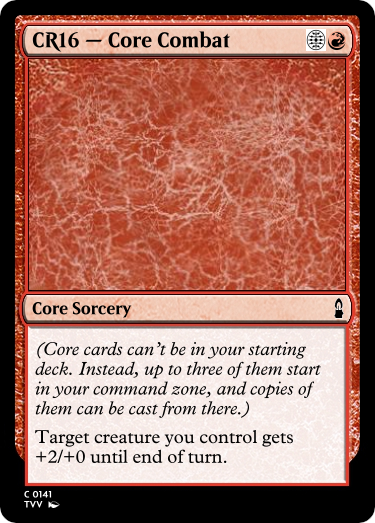 CR16 — Core Combat
Core Sorcery
(Core cards can't be in your starting
deck. Instead, up to three of them start
in your command zone, and copies of
them can be cast from there.)
Target creature you control gets
+2/+0 until end of turn.
C 0141
TVV